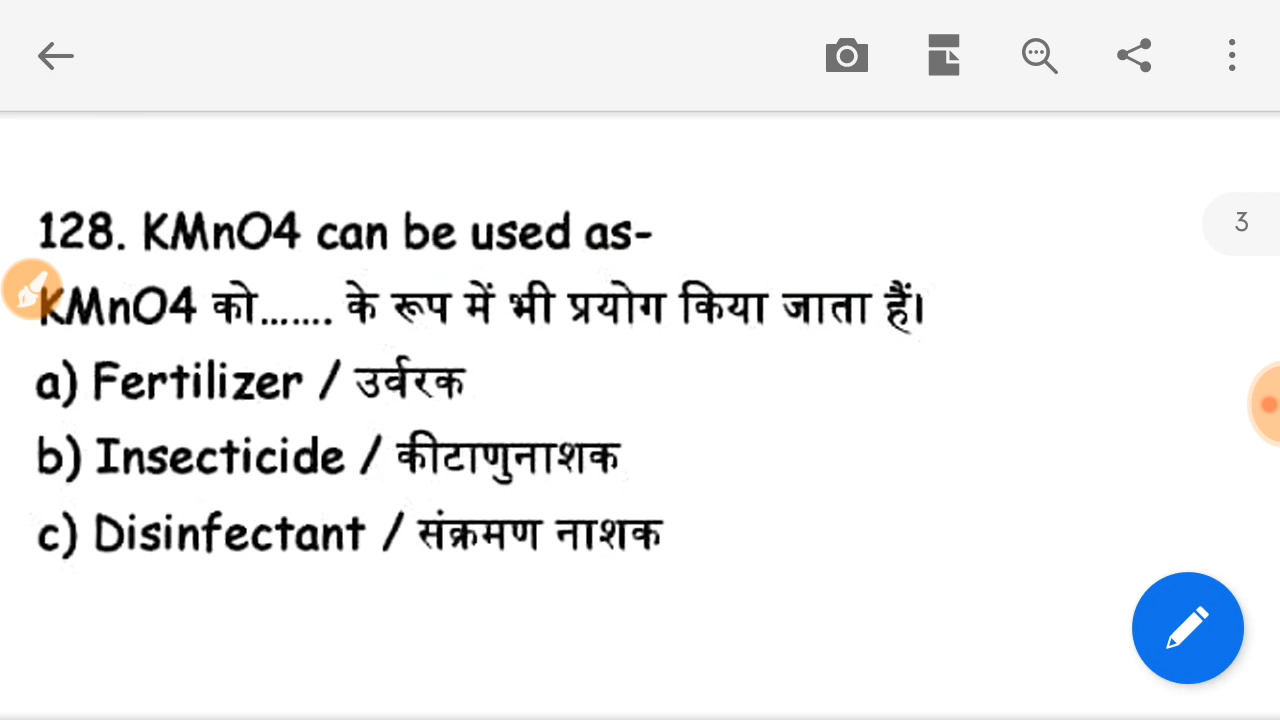 3
128. KMnO4 can be used as-
KMnO4 को....... के रूप में भी प्रयोग किया जाता हैं।
a) Fertilizer / उर्वरक
b) Insecticide / कीटाणुनाशक
c) Disinfectant / संक्रमण नाशक